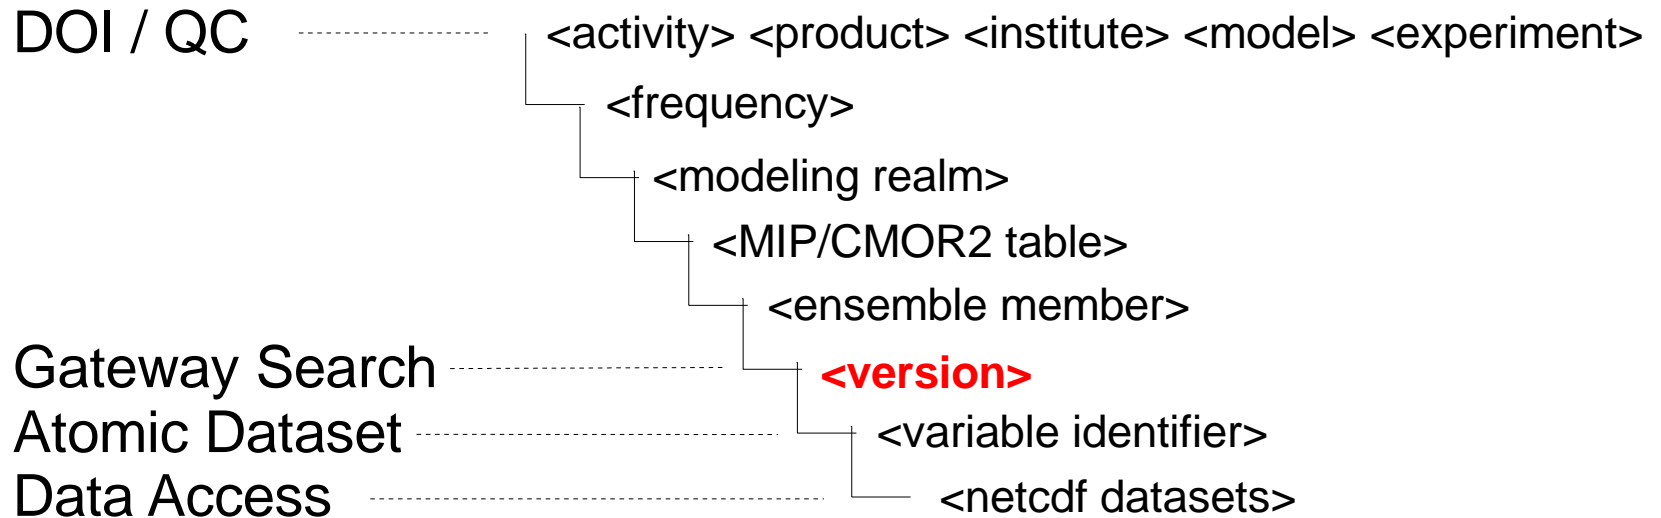 DOI / QC <activity> <product> <institute> <model> <experiment>
<frequency>
<modeling realm>
<MIP/CMOR2 table>
<ensemble member>
Gateway Search <version>
Atomic Dataset <variable identifier>
Data Access <netcdf datasets>